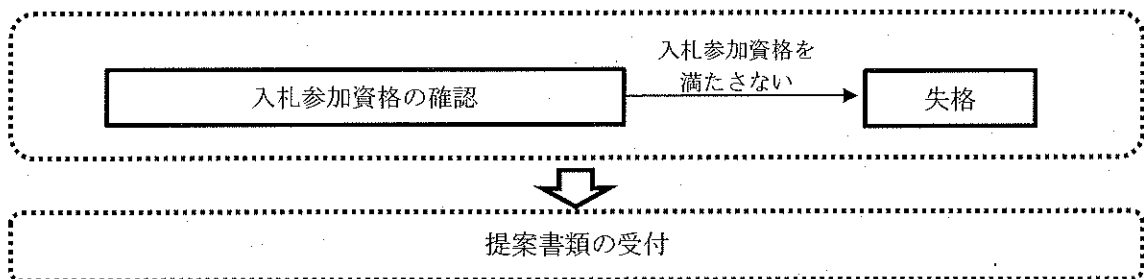 入札参加資格を
満たさない
入札参加資格の確認
失格
提案書類の受付